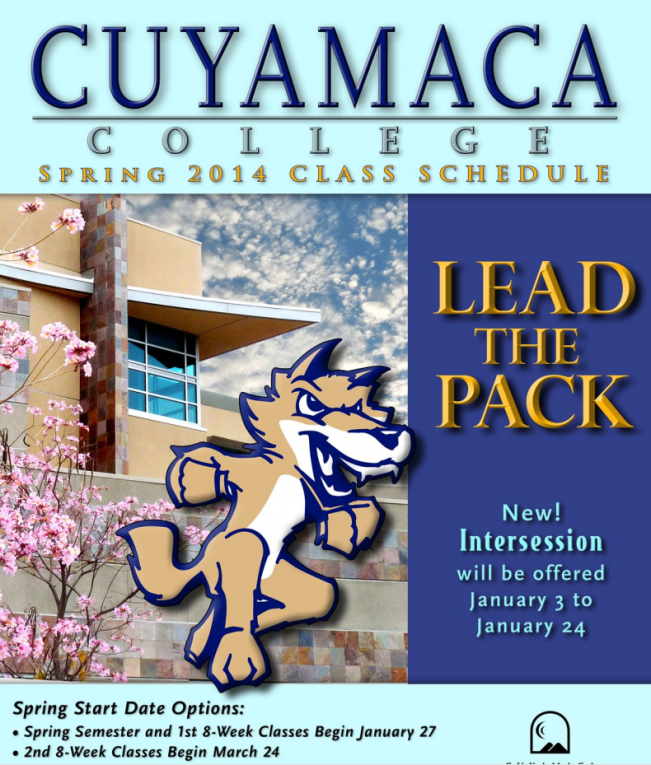 CUYAMACA
COLLEGE
SPRING 2014 CLASS SCHEDULE
LEAD
THE
PACK
New!
Intersession
will be offered
January 3 to
January 24
Spring Start Date Options:
• Spring Semester and 1st 8-Week Classes Begin January 27
• 2nd 8-Week Classes Begin March 24